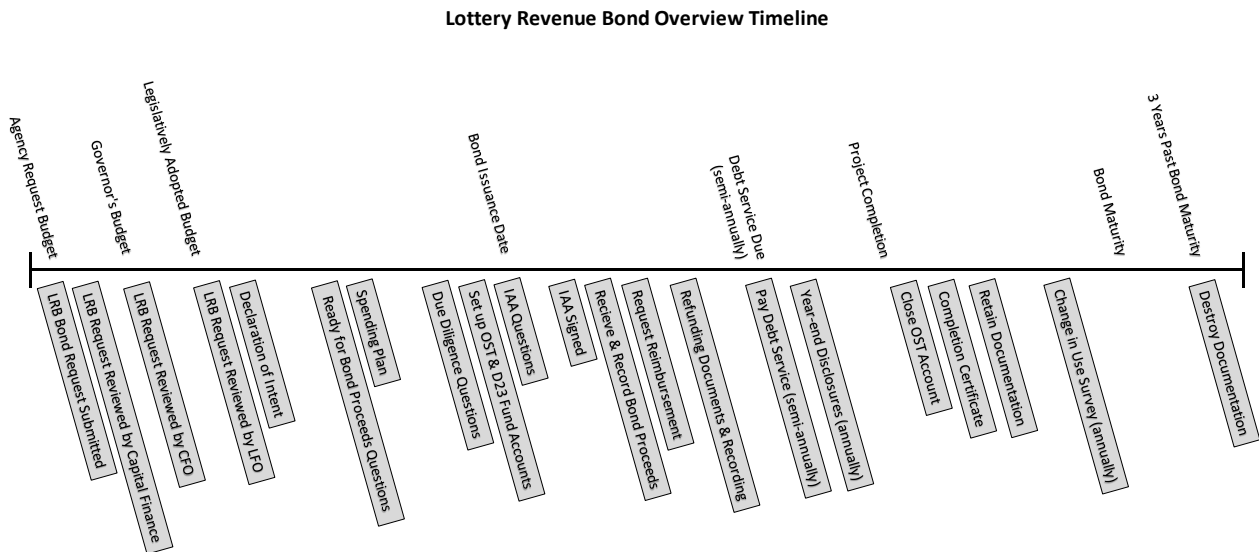 Lottery Revenue Bond Overview Timeline
Agency Request Budget
Governor's Budget
Legislatively Adopted Budget
Bond Issuance Date
Debt Service Due
(semi-annually)
Project Completion
Bond Maturity
3 Years Past Bond Maturity
LRB Bond Request Submitted
LRB Request Reviewed by Capital Finance
LRB Request Reviewed by CFO
LRB Request Reviewed by LFO
Declaration of Intent
Ready for Bond Proceeds Questions
Spending Plan
Due Diligence Questions
Set up OST & D23 Fund Accounts
IAA Questions
IAA Signed
Recieve & Record Bond Proceeds
Request Reimbursement
Refunding Documents & Recording
Pay Debt Service (semi-annually)
Year-end Disclosures (annually)
Close OST Account
Completion Certificate
Retain Documentation
Change in Use Survey (annually)
Destroy Documentation